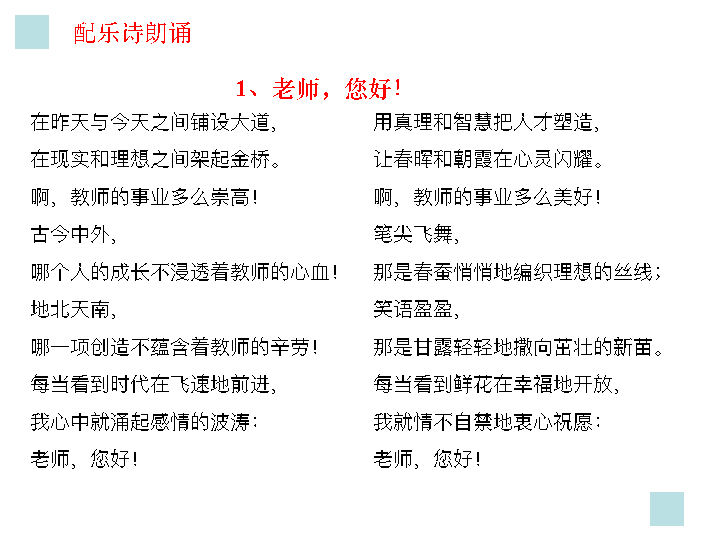 配乐诗朗诵
1、老师，您好！
在昨天与今天之间铺设大道，
在现实和理想之间架起金桥。
啊，教师的事业多么崇高！
古今中外，
哪个人的成长不浸透着教师的心血！
地北天南，
哪一项创造不蕴含着教师的辛劳！
每当看到时代在飞速地前进，
我心中就涌起感情的波涛：
老师，您好！
用真理和智慧把人才塑造，
让春晖和朝霞在心灵闪耀。
啊，教师的事业多么美好！
笔尖飞舞，
那是春蚕悄悄地编织理想的丝线；
笑语盈盈，
那是甘露轻轻地撒向茁壮的新苗。
每当看到鲜花在幸福地开放，
我就情不自禁地衷心祝愿：
老师，您好！